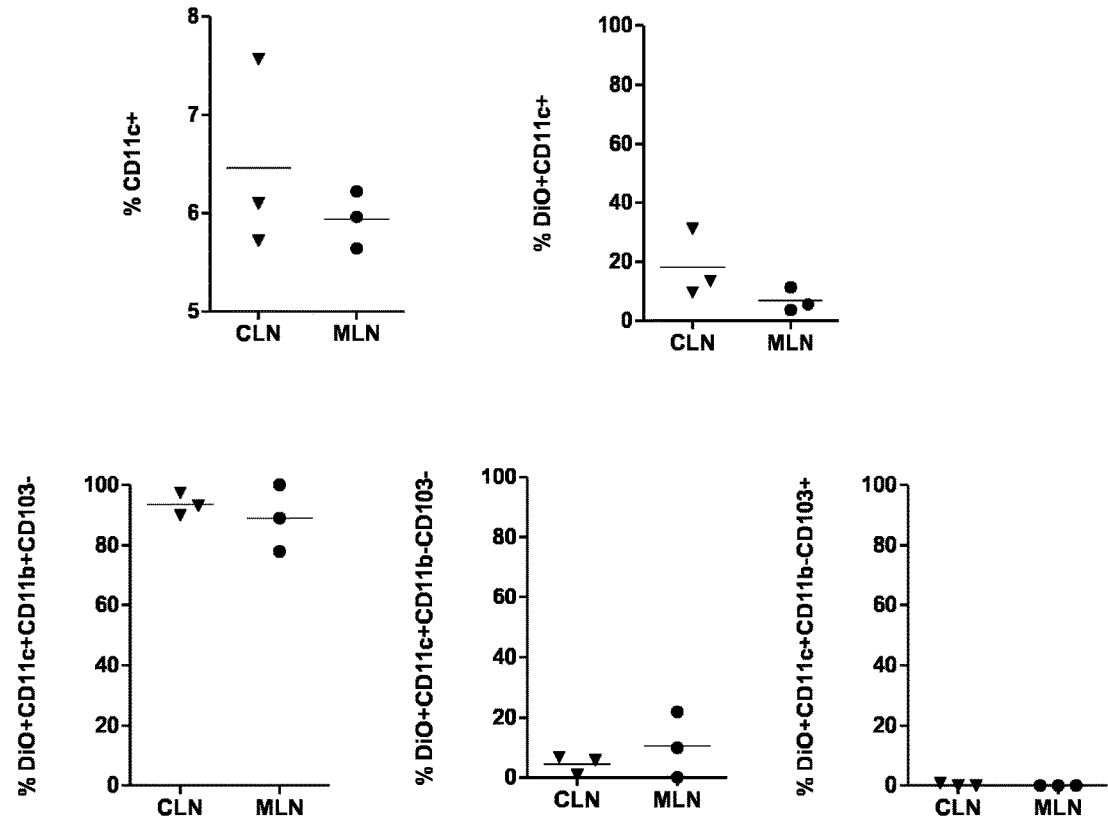 % CD11c+
8
7
6
5
CLN MLN
% DiO+CD11c+
100
80
60
40
20
0
CLN MLN
% DiO+CD11c+CD11b+CD103-
100
80
60
40
20
0
CLN MLN
% DiO+CD11c+CD11b-CD103-
100
80
60
40
20
0
CLN MLN
% DiO+CD11c+CD11b-CD103+
100
80
60
40
20
0
CLN MLN